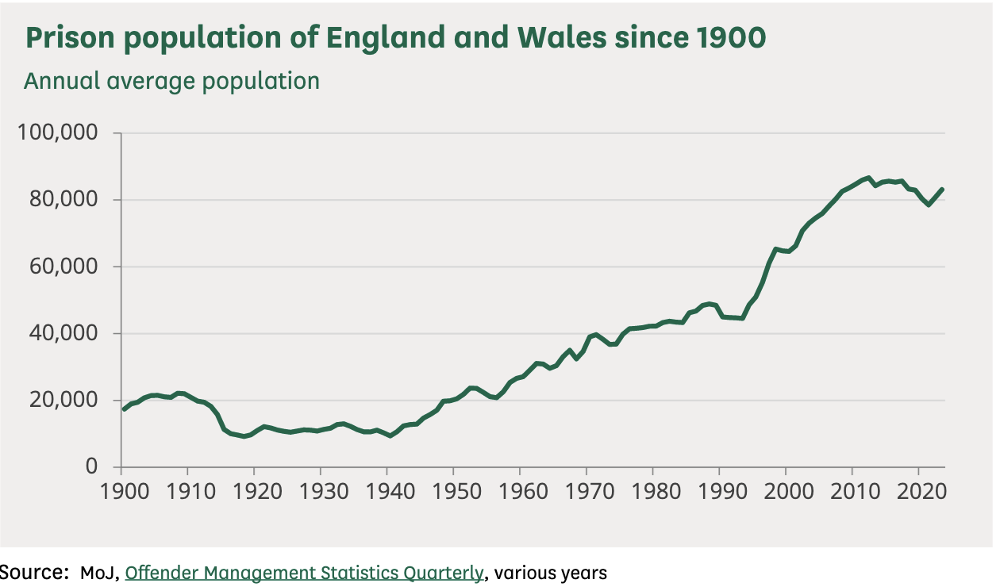 Prison population of England and Wales since 1900
Annual average population
100,000
80,000
60,000
40,000
20,000
0
1900 1910 1920 1930 1940 1950 1960 1970 1980 1990 2000 2010 2020
Source: MoJ, Offender Management Statistics Quarterly, various years